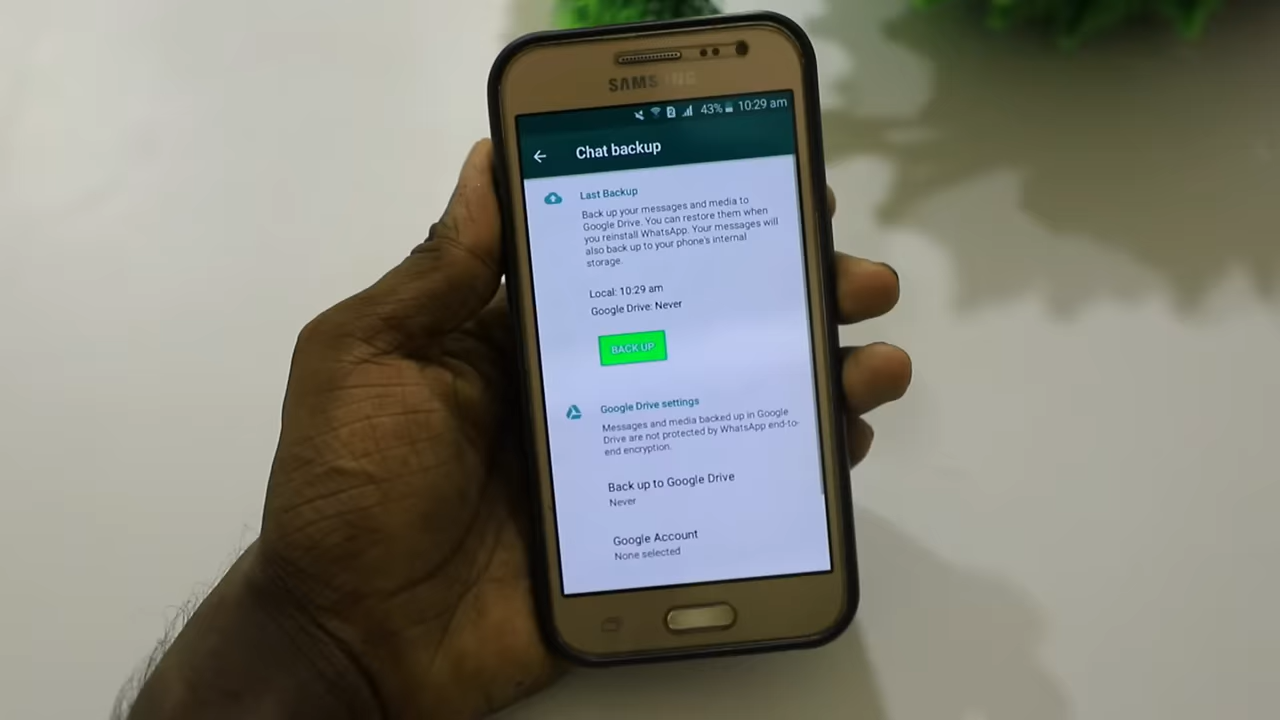 SAMSUNG
43% 10:29 am
Chat backup
Last Backup
Back up your messages and media to
Google Drive. You can restore them when
you reinstall WhatsApp. Your messages will
also back up to your phone's internal
storage.
Local: 10:29 am
Google Drive: Never
BACK UP
Google Drive settings
Messages and media backed up in Google
Drive are not protected by WhatsApp end-to-
end encryption.
Back up to Google Drive
Never
Google Account
None selected